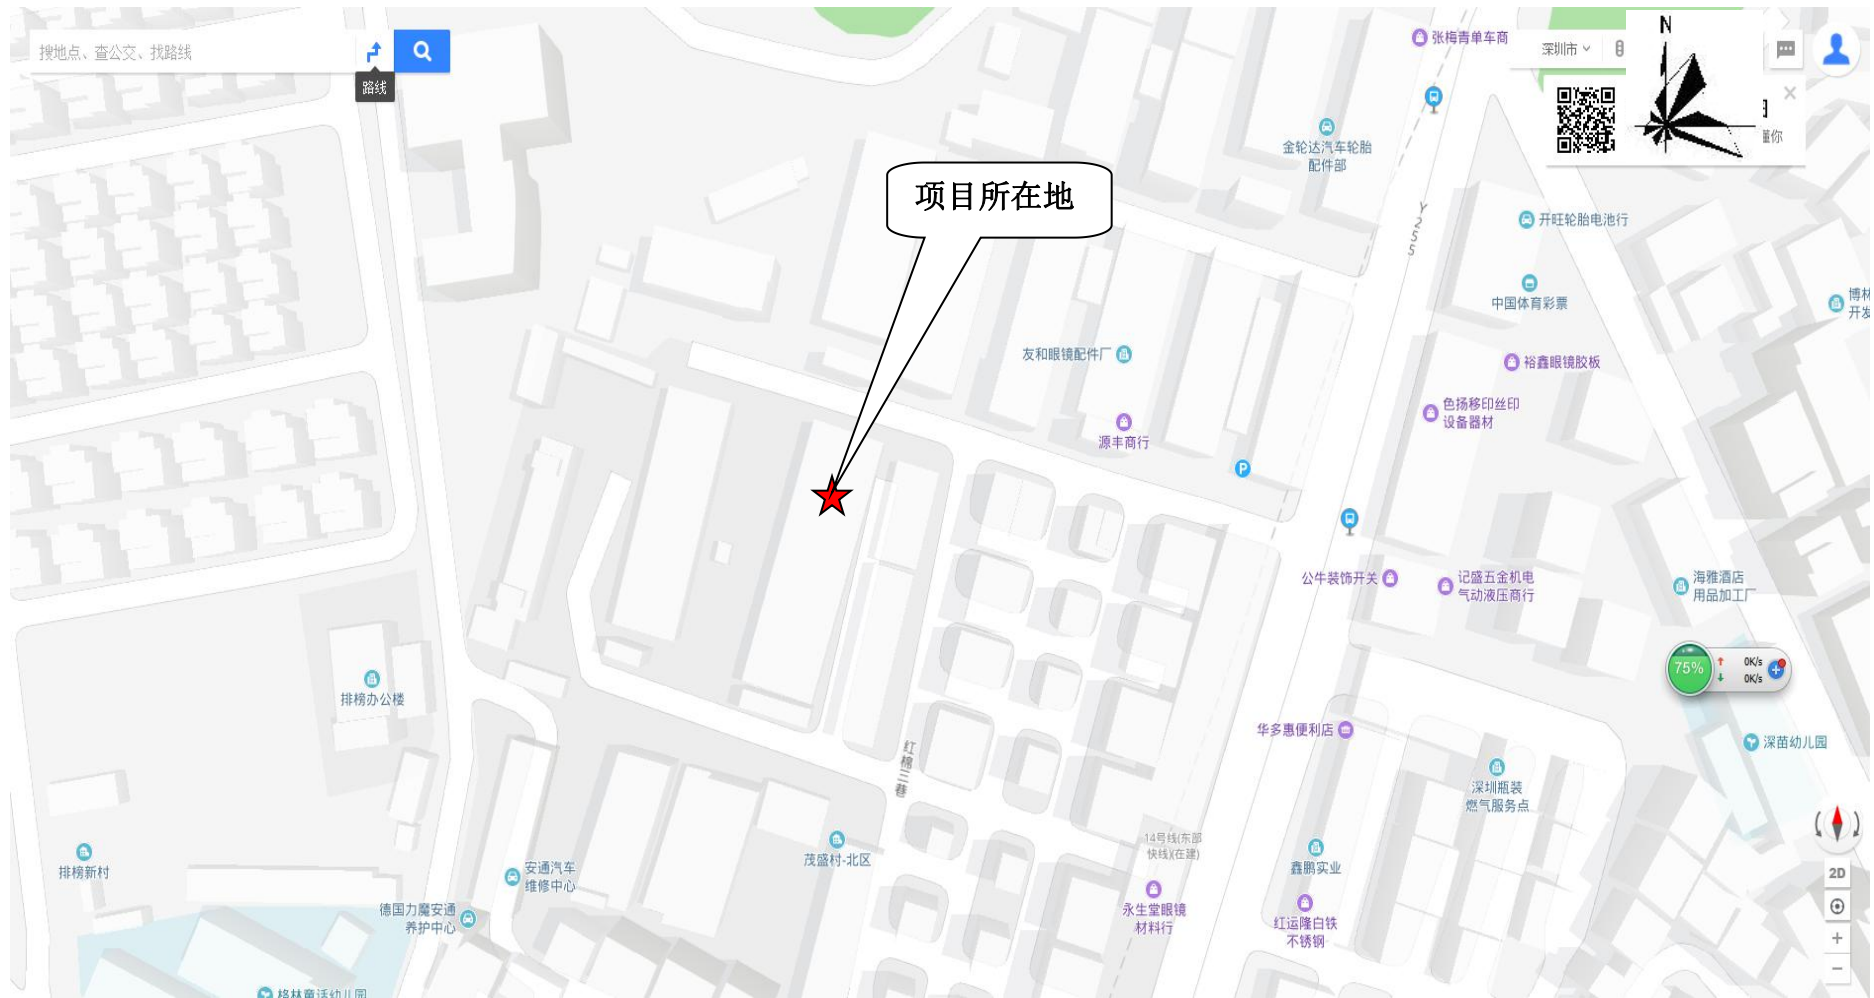 搜地点、查公交、找路线
路线
张梅青单车商
深圳市
N
懂你
金轮达汽车轮胎
配件部
项目所在地
Y255
开旺轮胎电池行
中国体育彩票
博林
开发
友和眼镜配件厂
裕鑫眼镜胶板
色扬移印丝印
设备器材
源丰商行
P
公牛装饰开关
记盛五金机电
气动液压商行
海雅酒店
用品加工厂
75%
0K/s
0K/s
排榜办公楼
华多惠便利店
深苗幼儿园
红棉三巷
深圳瓶装
燃气服务点
14号线(东部
快线)(在建)
茂盛村-北区
鑫鹏实业
排榜新村
安通汽车
维修中心
2D
德国力魔安通
养护中心
永生堂眼镜
材料行
红运隆白铁
不锈钢
格林童话幼儿园